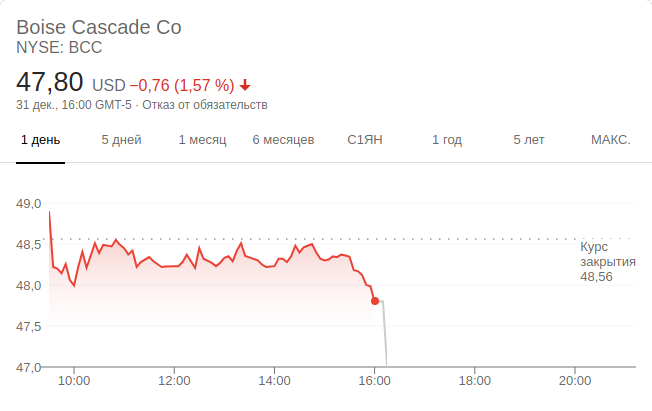 Boise Cascade Co
NYSE: BCC
47,80 USD −0,76 (1,57 %)
31 дек., 16:00 GMT-5 · Отказ от обязательств
1 день 5 дней 1 месяц 6 месяцев С1ЯН 1 год 5 лет МАКС.
49,0
48,5
Курс
закрытия
48,56
48,0
47,5
47,0
10:00 12:00 14:00 16:00 18:00 20:00